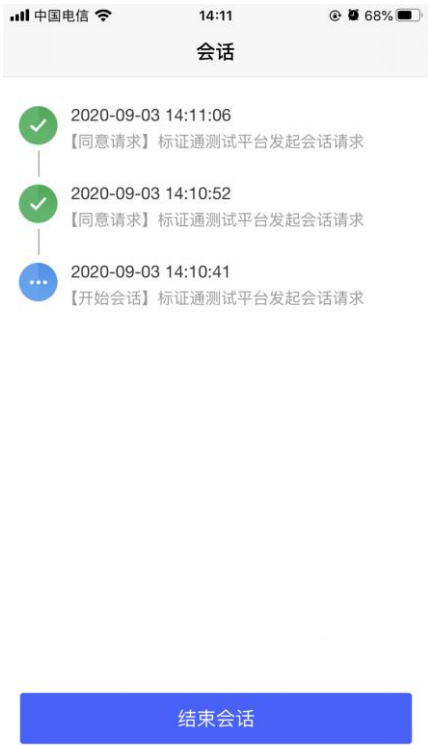 中国电信 14:11 68%
会话
2020-09-03 14:11:06
【同意请求】标证通测试平台发起会话请求
2020-09-03 14:10:52
【同意请求】标证通测试平台发起会话请求
2020-09-03 14:10:41
【开始会话】标证通测试平台发起会话请求
结束会话